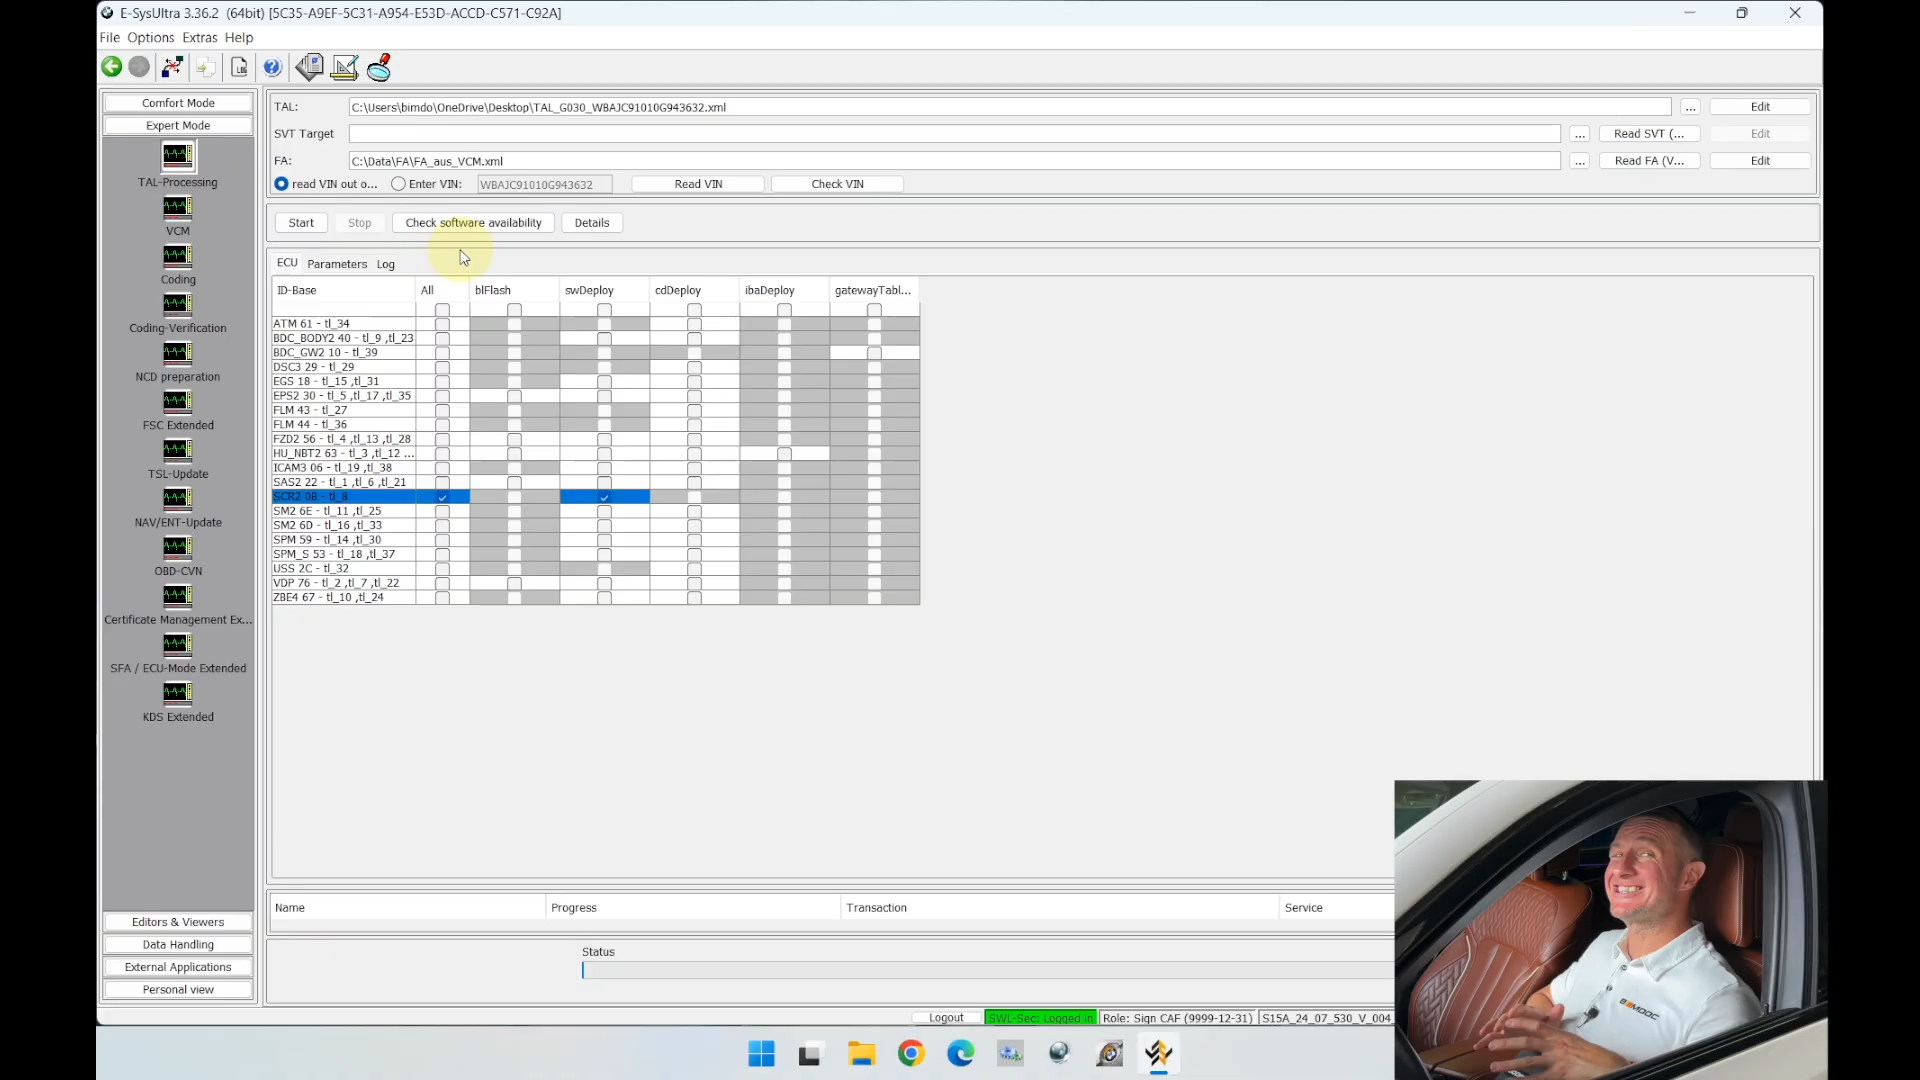 E-SysUltra 3.36.2 (64bit) [5C35-A9EF-5C31-A954-E53D-ACCD-C571-C92A]
File Options Extras Help
Comfort Mode
Expert Mode
TAL-Processing
VCM
Coding
Coding-Verification
NCD preparation
FSC Extended
TSL-Update
NAV/ENT-Update
OBD-CVN
Certificate Management Ex...
SFA / ECU-Mode Extended
KDS Extended
Editors & Viewers
Data Handling
External Applications
Personal view
TAL: C:\Users\bimdo\OneDrive\Desktop\TAL_G030_WBAJC91010G943632.xml ... Edit
SVT Target ... Read SVT (... Edit
FA: C:\Data\FA\FA_aus_VCM.xml ... Read FA (V... Edit
read VIN out o... Enter VIN: WBAJC91010G943632 Read VIN Check VIN
Start Stop Check software availability Details
ECU Parameters Log
ID-Base All blFlash swDeploy cdDeploy ibaDeploy gatewayTabl...
ATM 61 - tl_34
BDC_BODY2 40 - tl_9 ,tl_23
BDC_GW2 10 - tl_39
DSC3 29 - tl_29
EGS 18 - tl_15 ,tl_31
EPS2 30 - tl_5 ,tl_17 ,tl_35
FLM 43 - tl_27
FLM 44 - tl_36
FZD2 56 - tl_4 ,tl_13 ,tl_28
HU_NBT2 63 - tl_3 ,tl_12 ...
ICAM3 06 - tl_19 ,tl_38
SAS2 22 - tl_1 ,tl_6 ,tl_21
SCR2 0B - tl_8
SM2 6E - tl_11 ,tl_25
SM2 6D - tl_16 ,tl_33
SPM 59 - tl_14 ,tl_30
SPM_S 53 - tl_18 ,tl_37
USS 2C - tl_32
VDP 76 - tl_2 ,tl_7 ,tl_22
ZBE4 67 - tl_10 ,tl_24
Name Progress Transaction Service
Status
Logout SWL-Sec: Logged in Role: Sign CAF (9999-12-31) S15A_24_07_530_V_004_